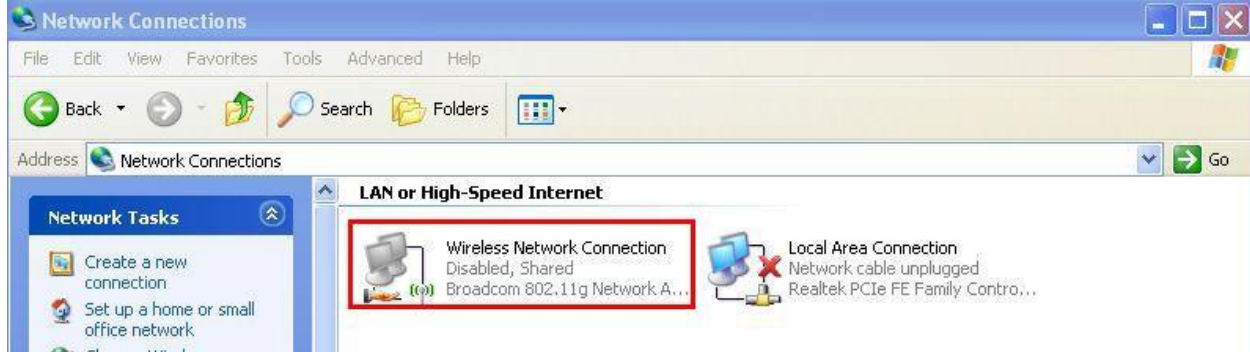 Network Connections
File Edit View Favorites Tools Advanced Help
Back Search Folders
Address Network Connections Go
Network Tasks
Create a new
connection
Set up a home or small
office network
LAN or High-Speed Internet
Wireless Network Connection
Disabled, Shared
Broadcom 802.11g Network A...
Local Area Connection
Network cable unplugged
Realtek PCIe FE Family Contro...